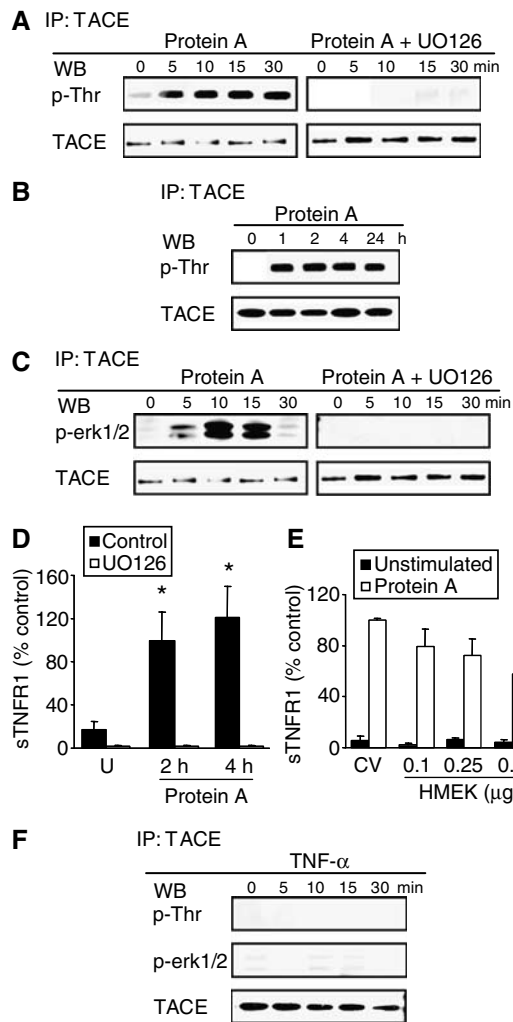 A IP: TACE
Protein A Protein A + UO126
WB 0 5 10 15 30 0 5 10 15 30 min
p-Thr
TACE
B IP: TACE
Protein A
WB 0 1 2 4 24 h
p-Thr
TACE
C IP: TACE
Protein A Protein A + UO126
WB 0 5 10 15 30 0 5 10 15 30 min
p-erk1/2
TACE
D
Control
UO126
sTNFR1 (% control)
160
120
80
40
0
* *
U 2 h 4 h
Protein A
E
Unstimulated
Protein A
sTNFR1 (% control)
120
80
40
0
CV 0.1 0.25 0.
HMEK (μg
F IP: TACE
TNF-α
WB 0 5 10 15 30 min
p-Thr
p-erk1/2
TACE